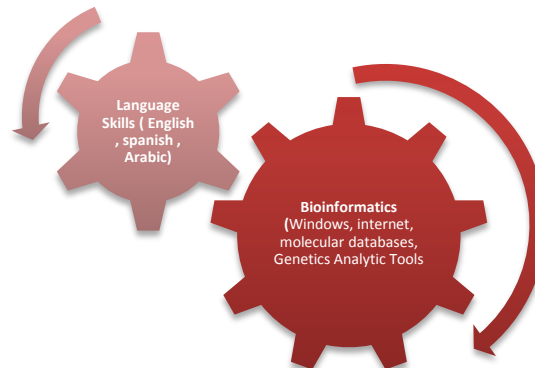 Language
Skills ( English
, spanish ,
Arabic)
Bioinformatics
(Windows, internet,
molecular databases,
Genetics Analytic Tools